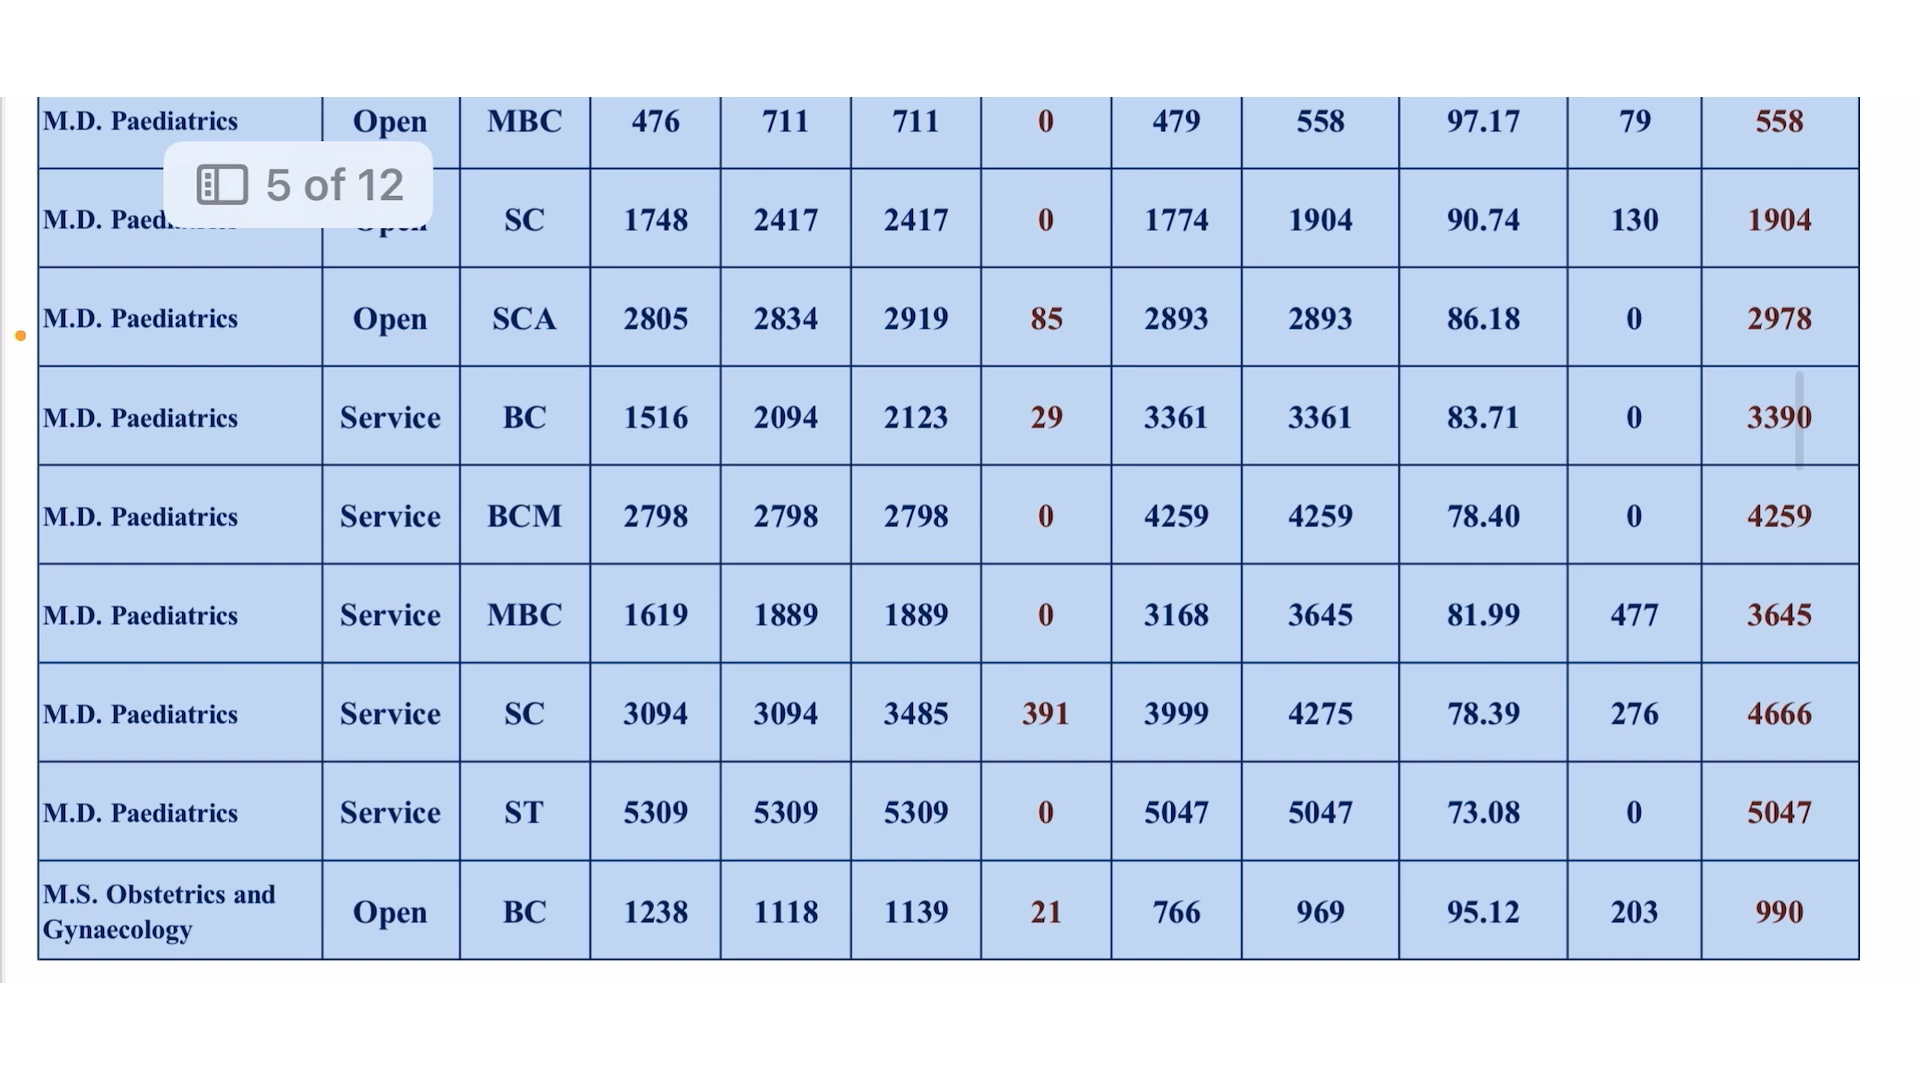 M.D. Paediatrics Open MBC 476 711 711 0 479 558 97.17 79 558
5 of 12
M.D. SC 1748 2417 2417 0 1774 1904 90.74 130 1904
M.D. Paediatrics Open SCA 2805 2834 2919 85 2893 2893 86.18 0 2978
M.D. Paediatrics Service BC 1516 2094 2123 29 3361 3361 83.71 0 3390
M.D. Paediatrics Service BCM 2798 2798 2798 0 4259 4259 78.40 0 4259
M.D. Paediatrics Service MBC 1619 1889 1889 0 3168 3645 81.99 477 3645
M.D. Paediatrics Service SC 3094 3094 3485 391 3999 4275 78.39 276 4666
M.D. Paediatrics Service ST 5309 5309 5309 0 5047 5047 73.08 0 5047
M.S. Obstetrics and
Gynaecology Open BC 1238 1118 1139 21 766 969 95.12 203 990